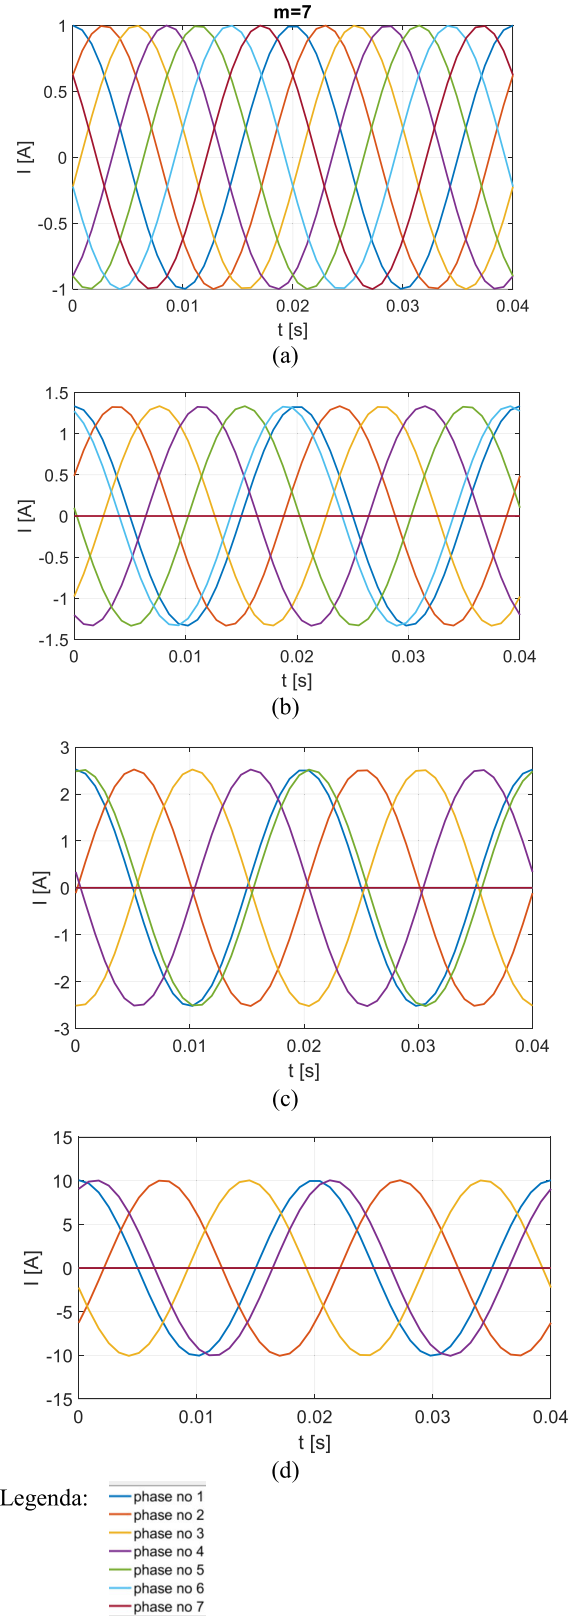 m=7
1
0.5
0
-0.5
-1
I [A]
0 0.01 0.02 0.03 0.04
t [s]
(a)
1.5
1
0.5
0
-0.5
-1
-1.5
I [A]
0 0.01 0.02 0.03 0.04
t [s]
(b)
3
2
1
0
-1
-2
-3
I [A]
0 0.01 0.02 0.03 0.04
t [s]
(c)
15
10
5
0
-5
-10
-15
I [A]
0 0.01 0.02 0.03 0.04
t [s]
(d)
Legenda:
phase no 1
phase no 2
phase no 3
phase no 4
phase no 5
phase no 6
phase no 7